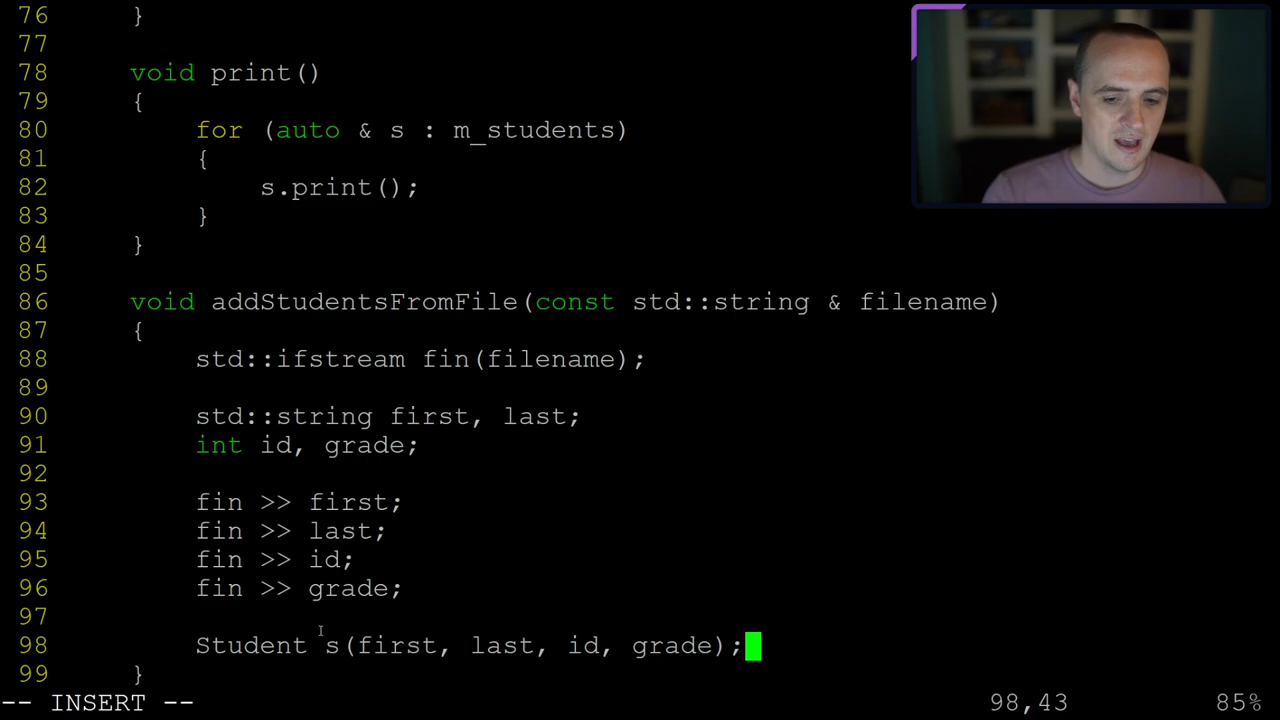 76     }
77
78     void print()
79     {
80         for (auto & s : m_students)
81         {
82             s.print();
83         }
84     }
85
86     void addStudentsFromFile(const std::string & filename)
87     {
88         std::ifstream fin(filename);
89
90         std::string first, last;
91         int id, grade;
92
93         fin >> first;
94         fin >> last;
95         fin >> id;
96         fin >> grade;
97
98         Student s(first, last, id, grade);
99     }
-- INSERT -- 98,43 85%